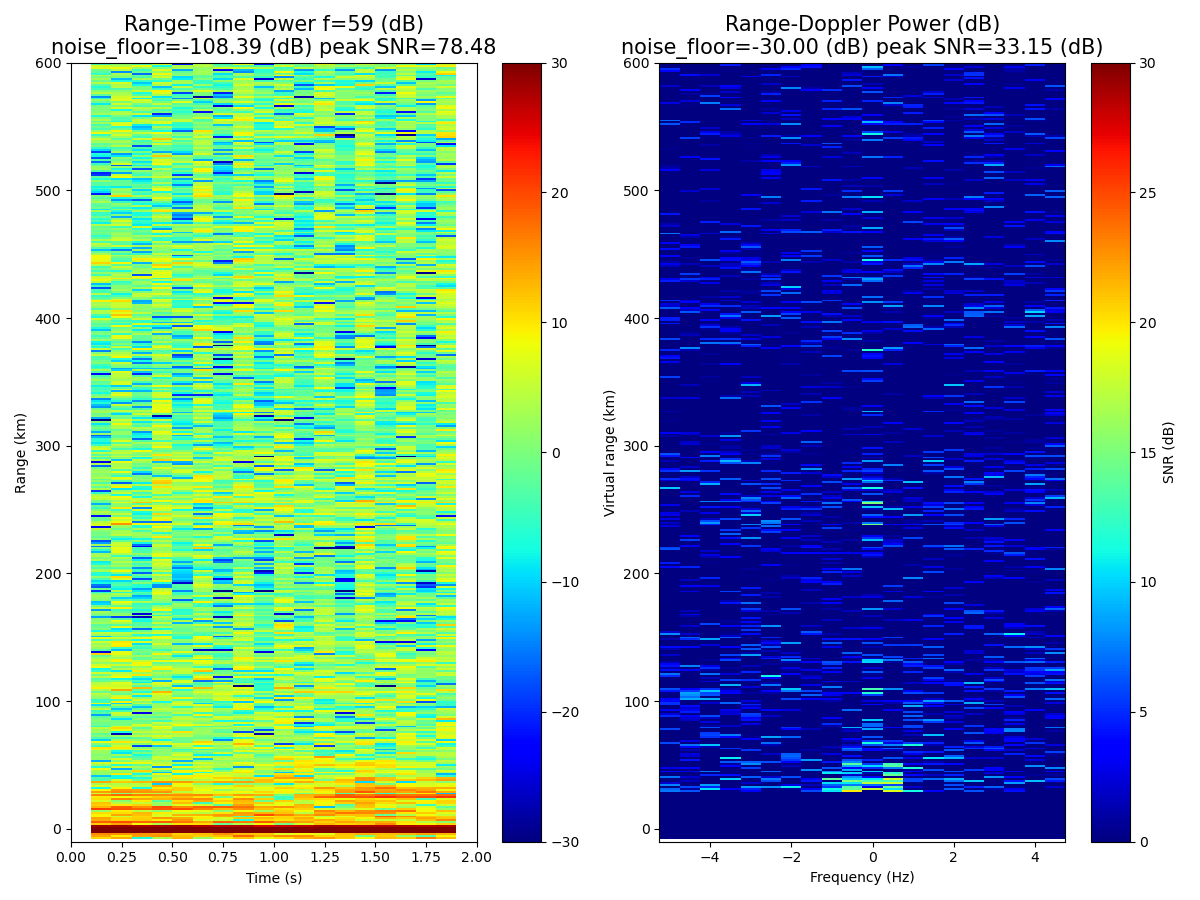 Range-Time Power f=59 (dB)
noise_floor=-108.39 (dB) peak SNR=78.48
Range-Doppler Power (dB)
noise_floor=-30.00 (dB) peak SNR=33.15 (dB)
Range (km)
600
500
400
300
200
100
0
0.00 0.25 0.50 0.75 1.00 1.25 1.50 1.75 2.00
Time (s)
30
20
10
0
−10
−20
−30
Virtual range (km)
600
500
400
300
200
100
0
−4 −2 0 2 4
Frequency (Hz)
30
25
20
15
10
5
0
SNR (dB)